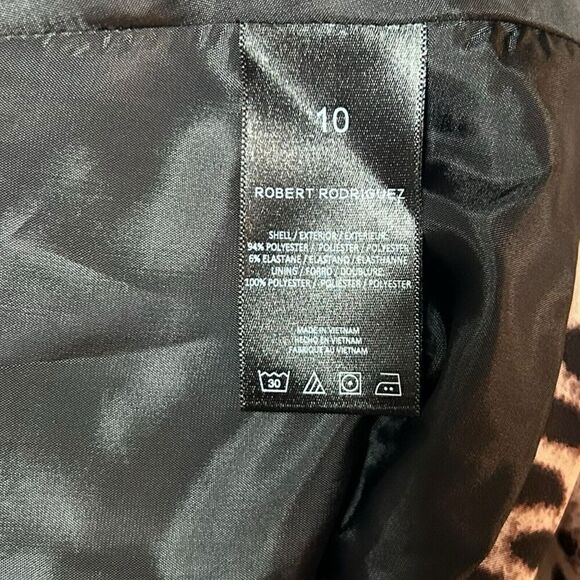 10
ROBERT RODRIGUEZ
SHELL / EXTERIOR / EXTÉRIEUR:
94% POLYESTER / POLIÉSTER / POLYESTER
6% ELASTANE / ELASTANO / ÉLASTHANNE
LINING / FORRO / DOUBLURE:
100% POLYESTER / POLIÉSTER / POLYESTER
MADE IN VIETNAM
HECHO EN VIETNAM
FABRIQUÉ AU VIETNAM
30